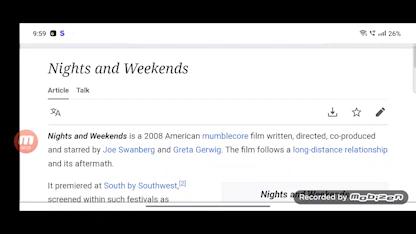 9:59 S 26%
Nights and Weekends
Article Talk
Nights and Weekends is a 2008 American mumblecore film written, directed, co-produced
and starred by Joe Swanberg and Greta Gerwig. The film follows a long-distance relationship
and its aftermath.
It premiered at South by Southwest,[2]
Nights and Weekends
screened within such festivals as
Recorded by Mobizen